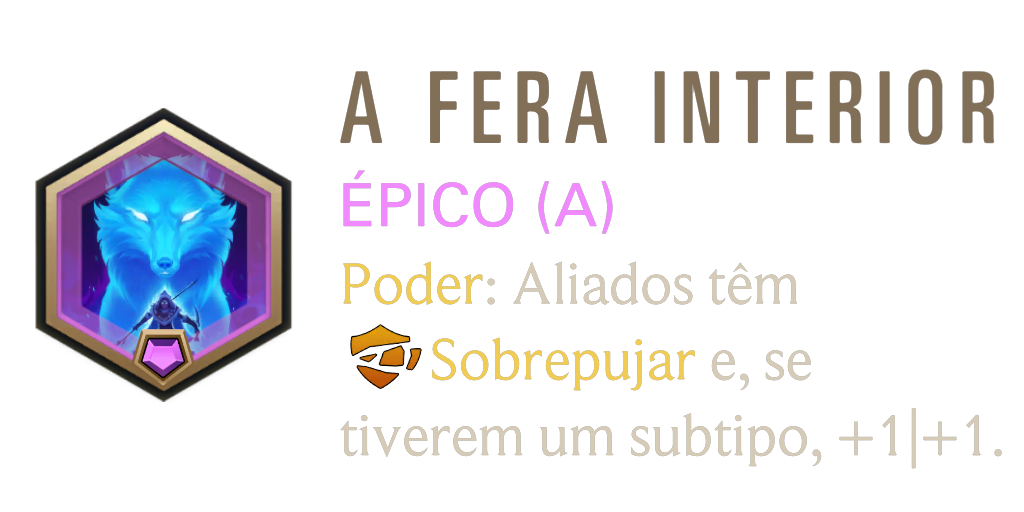 A FERA INTERIOR
ÉPICO (A)
Poder: Aliados têm
Sobrepujar e, se
tiverem um subtipo, +1|+1.